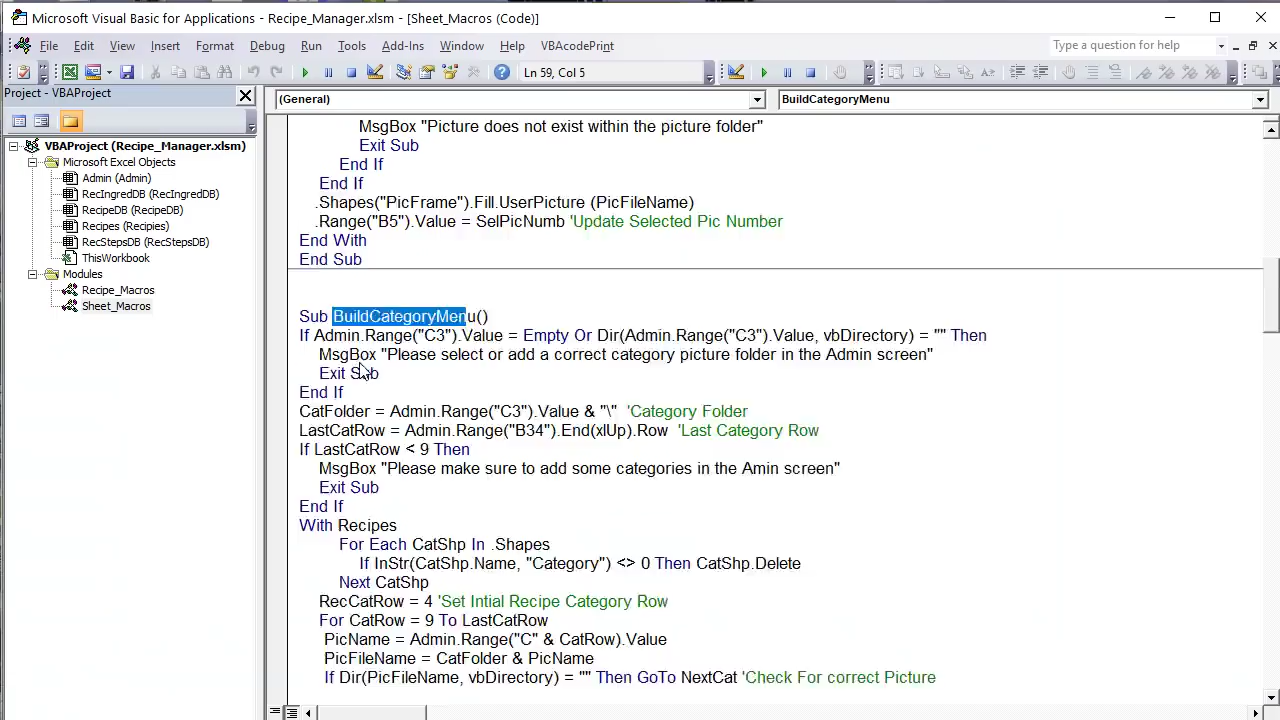 Microsoft Visual Basic for Applications - Recipe_Manager.xlsm - [Sheet_Macros (Code)]
File Edit View Insert Format Debug Run Tools Add-Ins Window Help VBAcodePrint
Type a question for help
Ln 59, Col 5
Project - VBAProject
(General)
BuildCategoryMenu
VBAProject (Recipe_Manager.xlsm)
Microsoft Excel Objects
Admin (Admin)
RecIngredDB (RecIngredDB)
RecipeDB (RecipeDB)
Recipes (Recipies)
RecStepsDB (RecStepsDB)
ThisWorkbook
Modules
Recipe_Macros
Sheet_Macros
MsgBox "Picture does not exist within the picture folder"
Exit Sub
End If
End If
.Shapes("PicFrame").Fill.UserPicture (PicFileName)
.Range("B5").Value = SelPicNumb 'Update Selected Pic Number
End With
End Sub
Sub BuildCategoryMenu()
If Admin.Range("C3").Value = Empty Or Dir(Admin.Range("C3").Value, vbDirectory) = "" Then
MsgBox "Please select or add a correct category picture folder in the Admin screen"
Exit Sub
End If
CatFolder = Admin.Range("C3").Value & "\" 'Category Folder
LastCatRow = Admin.Range("B34").End(xlUp).Row 'Last Category Row
If LastCatRow < 9 Then
MsgBox "Please make sure to add some categories in the Amin screen"
Exit Sub
End If
With Recipes
For Each CatShp In .Shapes
If InStr(CatShp.Name, "Category") <> 0 Then CatShp.Delete
Next CatShp
RecCatRow = 4 'Set Intial Recipe Category Row
For CatRow = 9 To LastCatRow
PicName = Admin.Range("C" & CatRow).Value
PicFileName = CatFolder & PicName
If Dir(PicFileName, vbDirectory) = "" Then GoTo NextCat 'Check For correct Picture